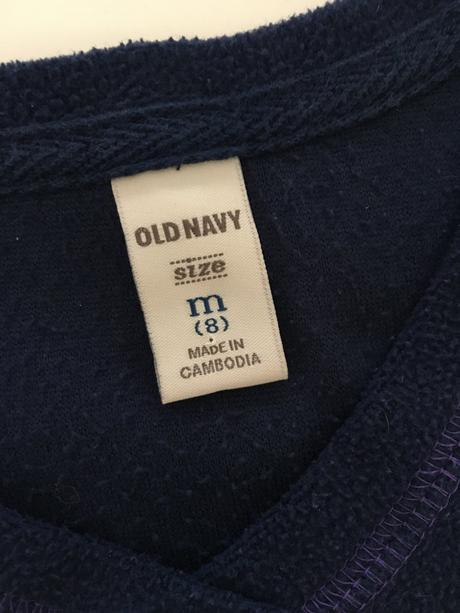 OLD NAVY
size
m
(8)
MADE IN
CAMBODIA